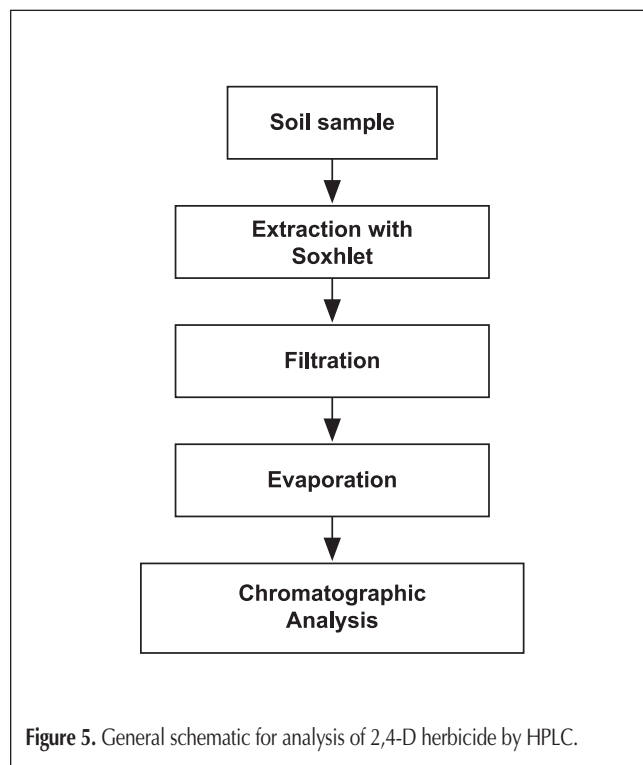 Soil sample
Extraction with
Soxhlet
Filtration
Evaporation
Chromatographic
Analysis
Figure 5. General schematic for analysis of 2,4-D herbicide by HPLC.